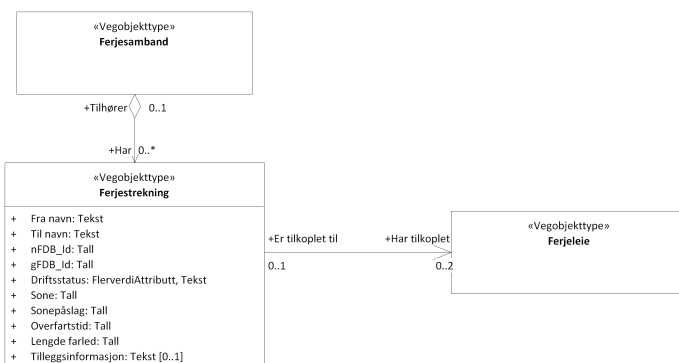 «Vegobjekttype»
Ferjesamband
+Tilhører 0..1
+Har 0..*
«Vegobjekttype»
Ferjestrekning
+ Fra navn: Tekst
+ Til navn: Tekst
+ nFDB_Id: Tall
+ gFDB_Id: Tall
+ Driftsstatus: FlerverdiAttributt, Tekst
+ Sone: Tall
+ Sonepåslag: Tall
+ Overfartstid: Tall
+ Lengde farled: Tall
+ Tilleggsinformasjon: Tekst [0..1]
+Er tilkoplet til +Har tilkoplet
0..1 0..2
«Vegobjekttype»
Ferjeleie